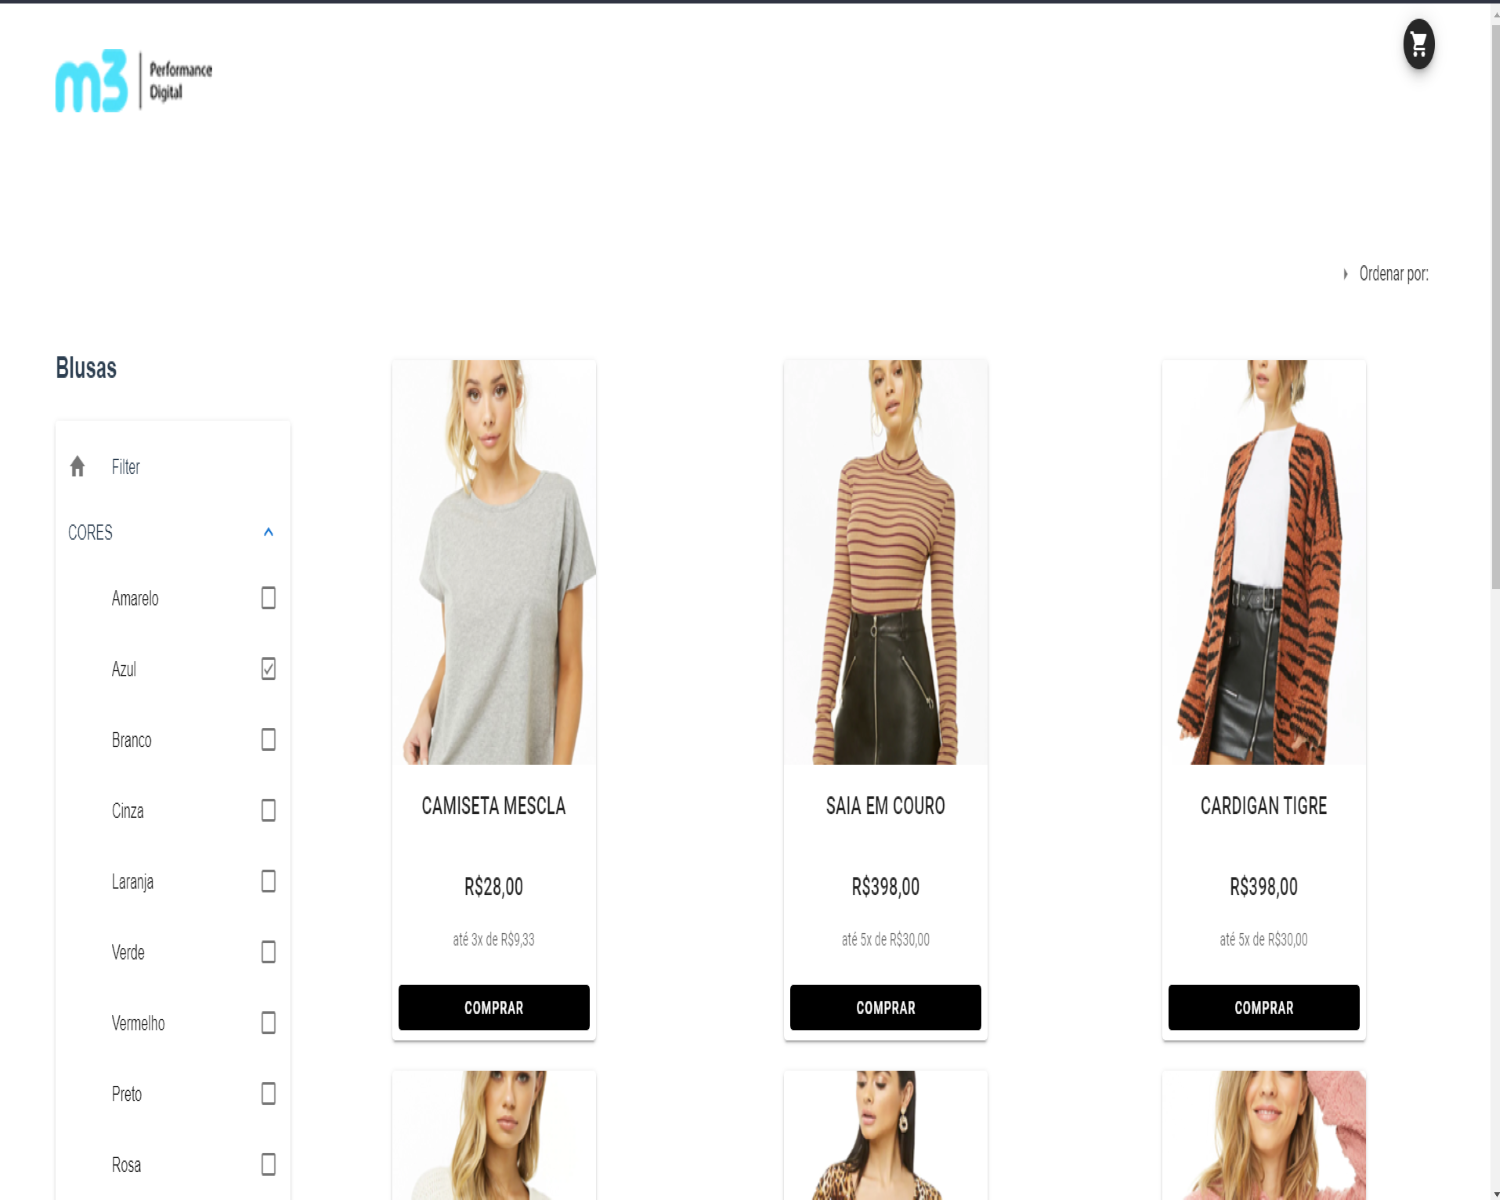 m3
Performance
Digital
Ordenar por:
Blusas
Filter
CORES
Amarelo
Azul
Branco
Cinza
Laranja
Verde
Vermelho
Preto
Rosa
CAMISETA MESCLA
R$28,00
até 3x de R$9,33
COMPRAR
SAIA EM COURO
R$398,00
até 5x de R$30,00
COMPRAR
CARDIGAN TIGRE
R$398,00
até 5x de R$30,00
COMPRAR